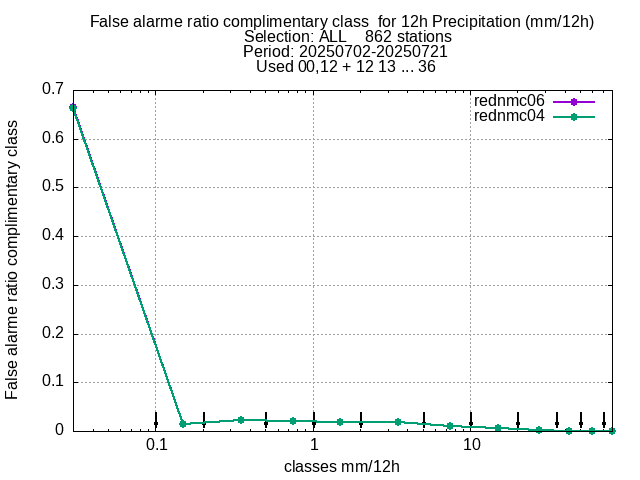 False alarme ratio complimentary class  for 12h Precipitation (mm/12h)
Selection: ALL    862 stations
Period: 20250702-20250721
Used 00,12 + 12 13 ... 36
rednmc06
rednmc04
0.7
0.6
0.5
0.4
0.3
0.2
0.1
0
False alarme ratio complimentary class
0.1
1
10
classes mm/12h